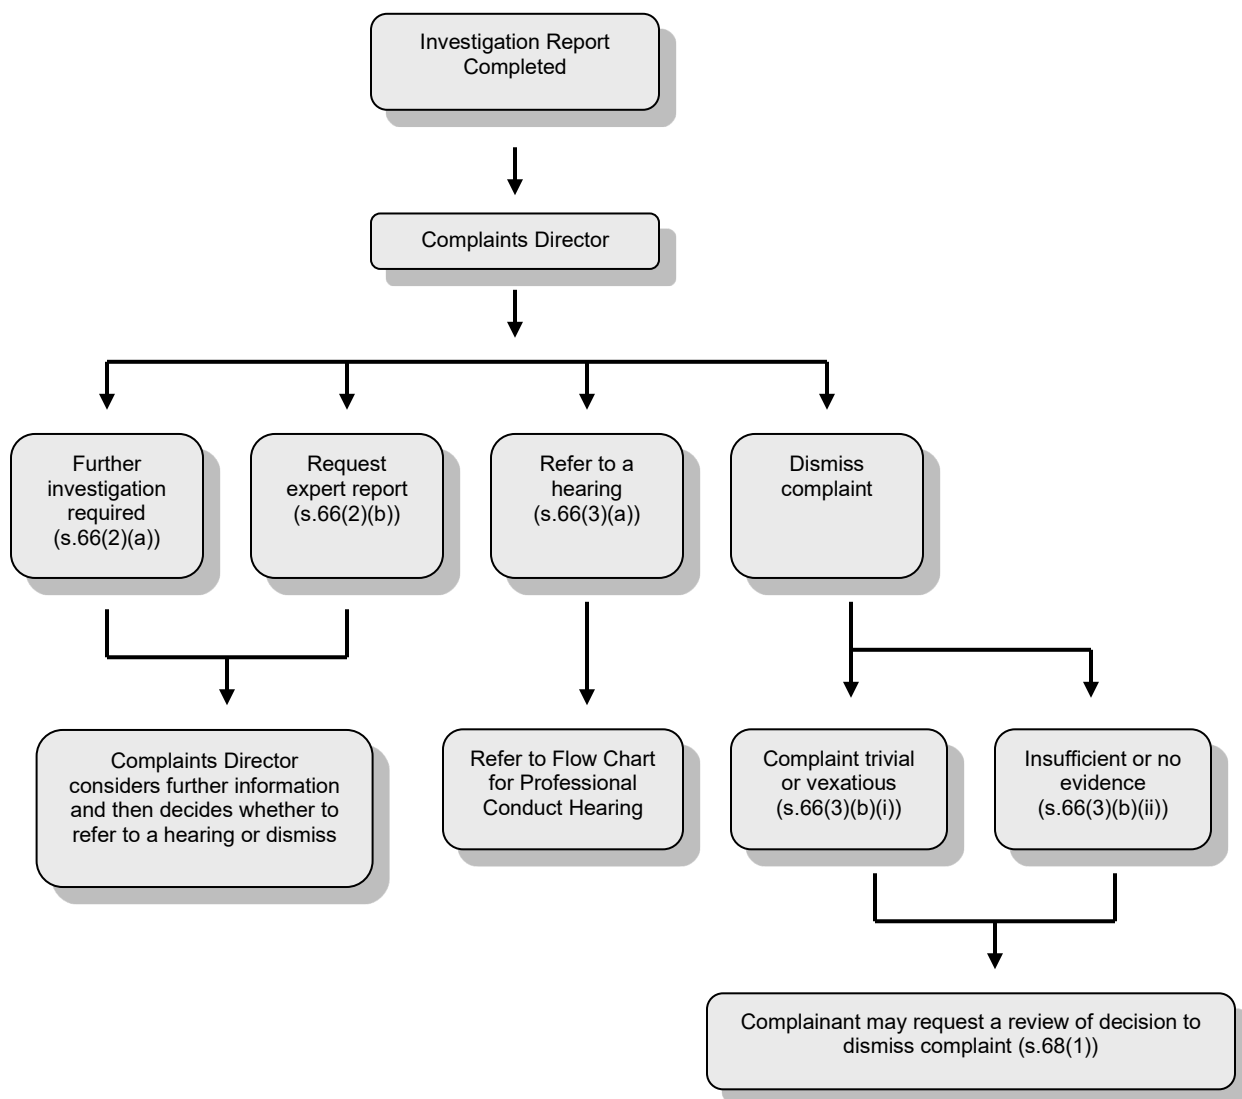 Investigation Report
Completed
Complaints Director
Further
investigation
required
(s.66(2)(a))
Request
expert report
(s.66(2)(b))
Refer to a
hearing
(s.66(3)(a))
Dismiss
complaint
Complaints Director
considers further information
and then decides whether to
refer to a hearing or dismiss
Refer to Flow Chart
for Professional
Conduct Hearing
Complaint trivial
or vexatious
(s.66(3)(b)(i))
Insufficient or no
evidence
(s.66(3)(b)(ii))
Complainant may request a review of decision to
dismiss complaint (s.68(1))